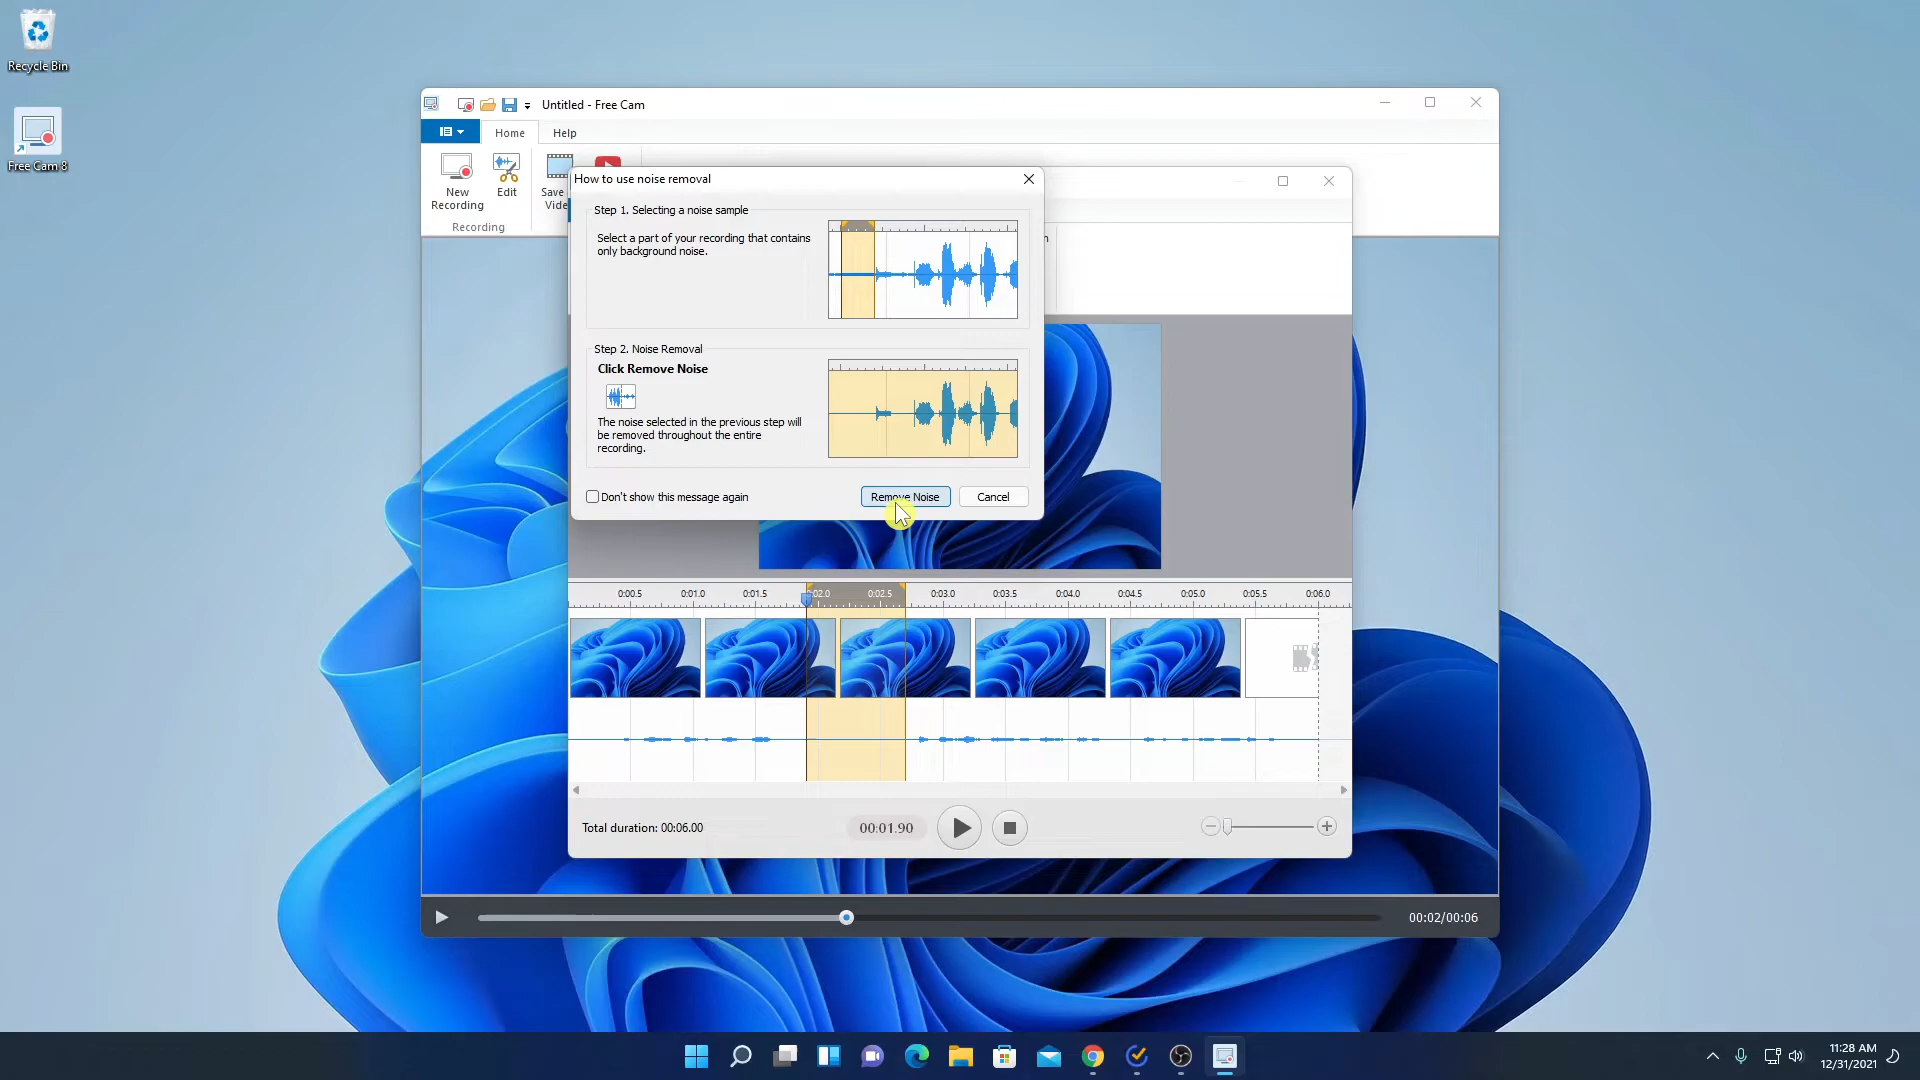 Recycle Bin
Free Cam 8
Untitled - Free Cam
Home
Help
New
Recording
Edit
Save
Vide
Recording
How to use noise removal
Step 1. Selecting a noise sample
Select a part of your recording that contains
only background noise.
Step 2. Noise Removal
Click Remove Noise
The noise selected in the previous step will
be removed throughout the entire
recording.
Don't show this message again
Remove Noise
Cancel
n
0:00.5
0:01.0
0:01.5
:02.0
0:02.5
0:03.0
0:03.5
0:04.0
0:04.5
0:05.0
0:05.5
0:06.0
Total duration: 00:06.00
00:01.90
00:02/00:06
11:28 AM
12/31/2021